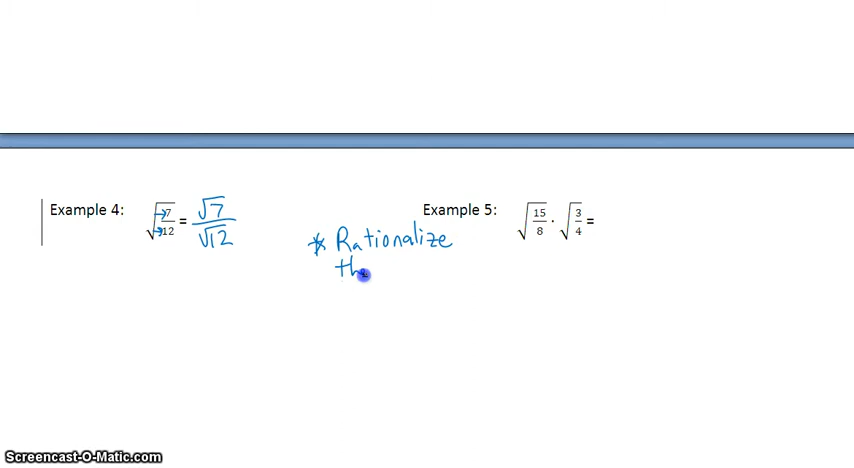 Example 4: √7/12 = √7/√12
* Rationalize
the
Example 5: √15/8 · √3/4 =
Screencast-O-Matic.com